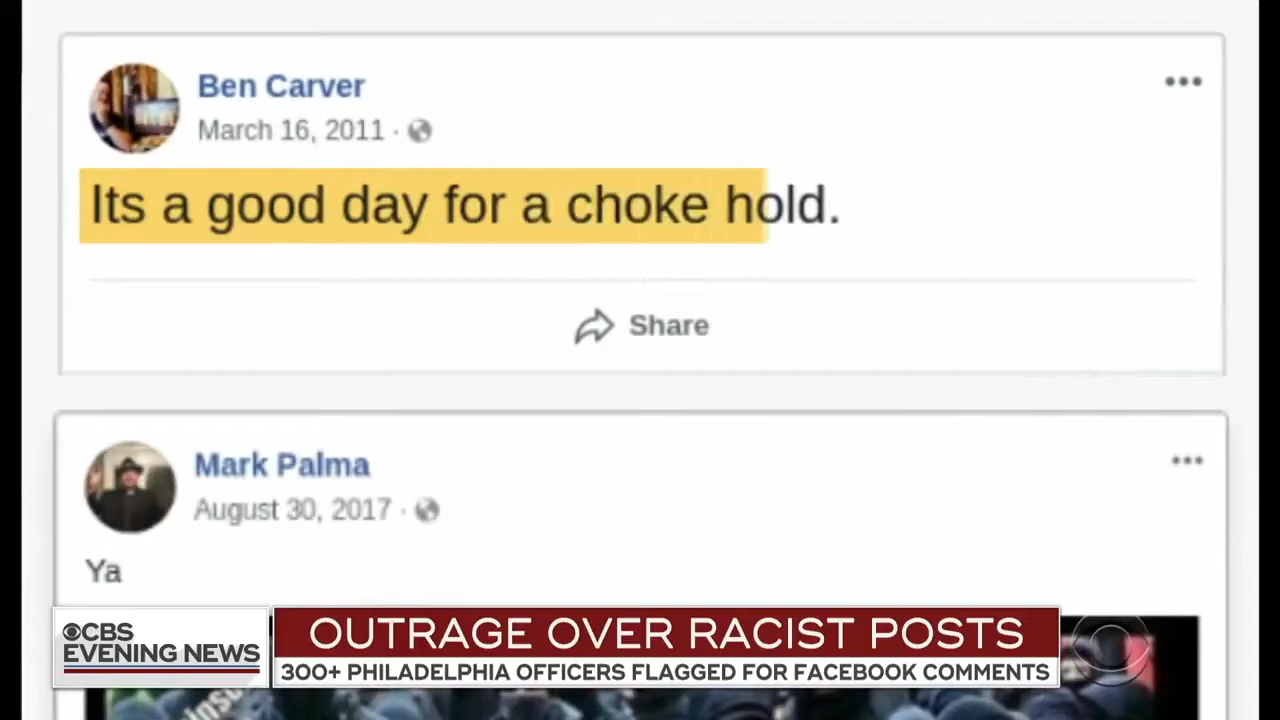 Ben Carver
March 16, 2011 ·
Its a good day for a choke hold.
Share
Mark Palma
August 30, 2017 ·
Ya
CBS
EVENING NEWS
OUTRAGE OVER RACIST POSTS
300+ PHILADELPHIA OFFICERS FLAGGED FOR FACEBOOK COMMENTS